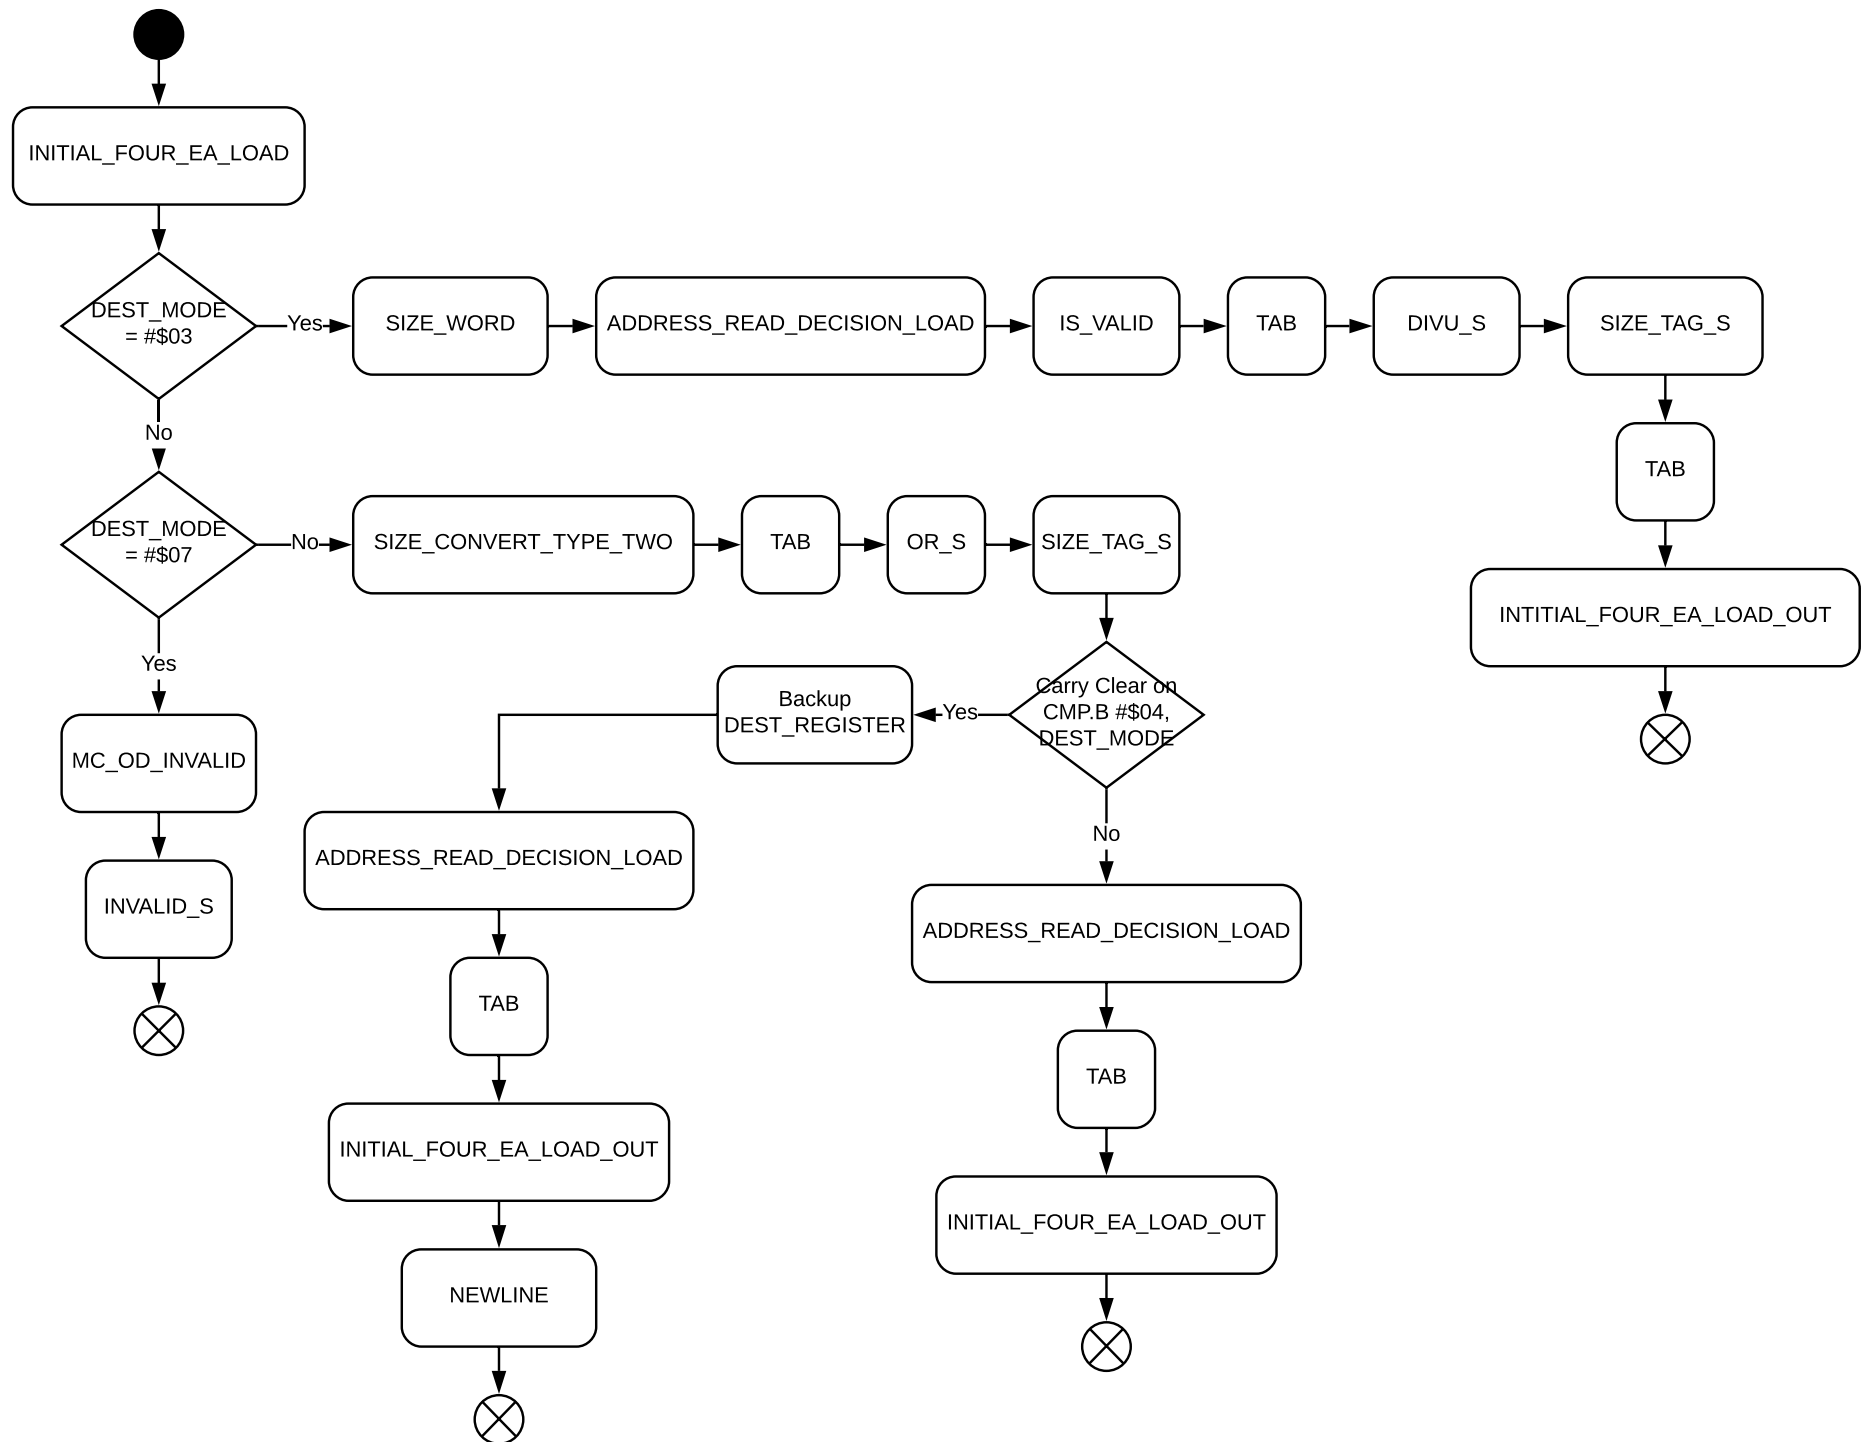 INITIAL_FOUR_EA_LOAD
DEST_MODE
= #$03
Yes
SIZE_WORD
ADDRESS_READ_DECISION_LOAD
IS_VALID
TAB
DIVU_S
SIZE_TAG_S
No
TAB
DEST_MODE
= #$07
No
SIZE_CONVERT_TYPE_TWO
TAB
OR_S
SIZE_TAG_S
INTITIAL_FOUR_EA_LOAD_OUT
Yes
Backup
DEST_REGISTER
Yes
Carry Clear on
CMP.B #$04,
DEST_MODE
MC_OD_INVALID
No
ADDRESS_READ_DECISION_LOAD
INVALID_S
ADDRESS_READ_DECISION_LOAD
TAB
TAB
INITIAL_FOUR_EA_LOAD_OUT
INITIAL_FOUR_EA_LOAD_OUT
NEWLINE